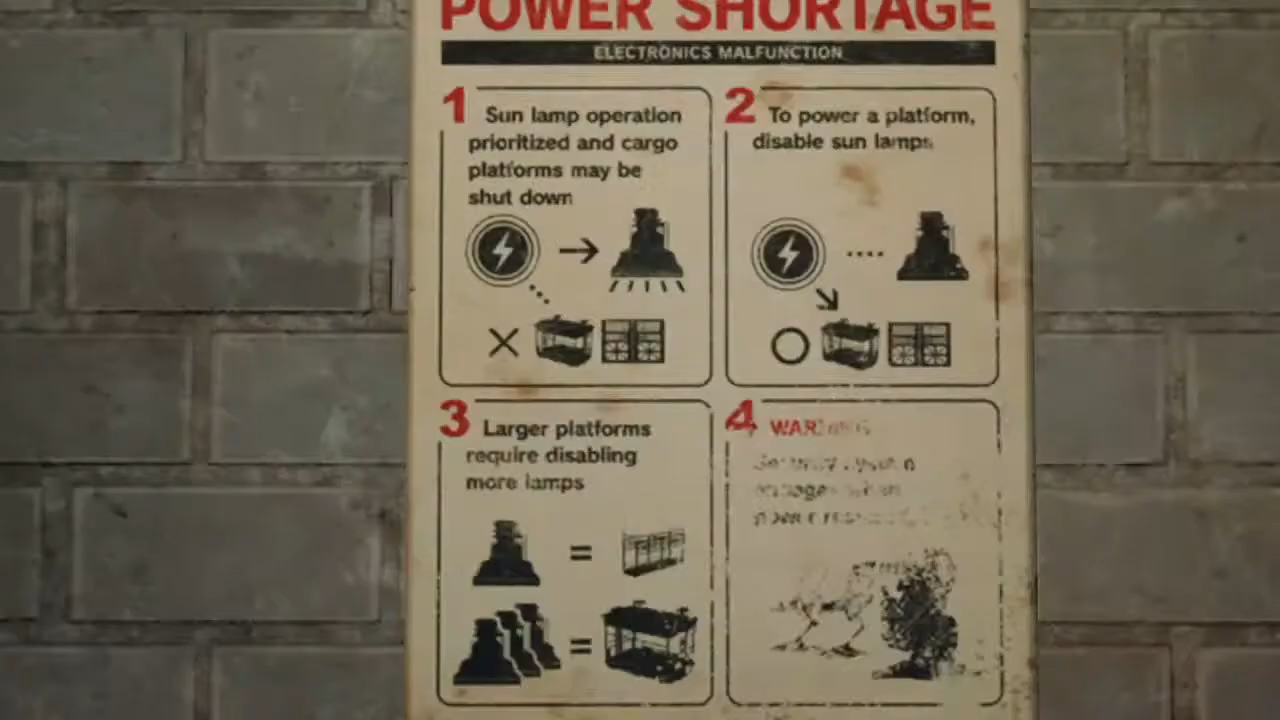 POWER SHORTAGE
ELECTRONICS MALFUNCTION
1 Sun lamp operation
prioritized and cargo
platforms may be
shut down
2 To power a platform,
disable sun lamps
3 Larger platforms
require disabling
more lamps
=
=
4